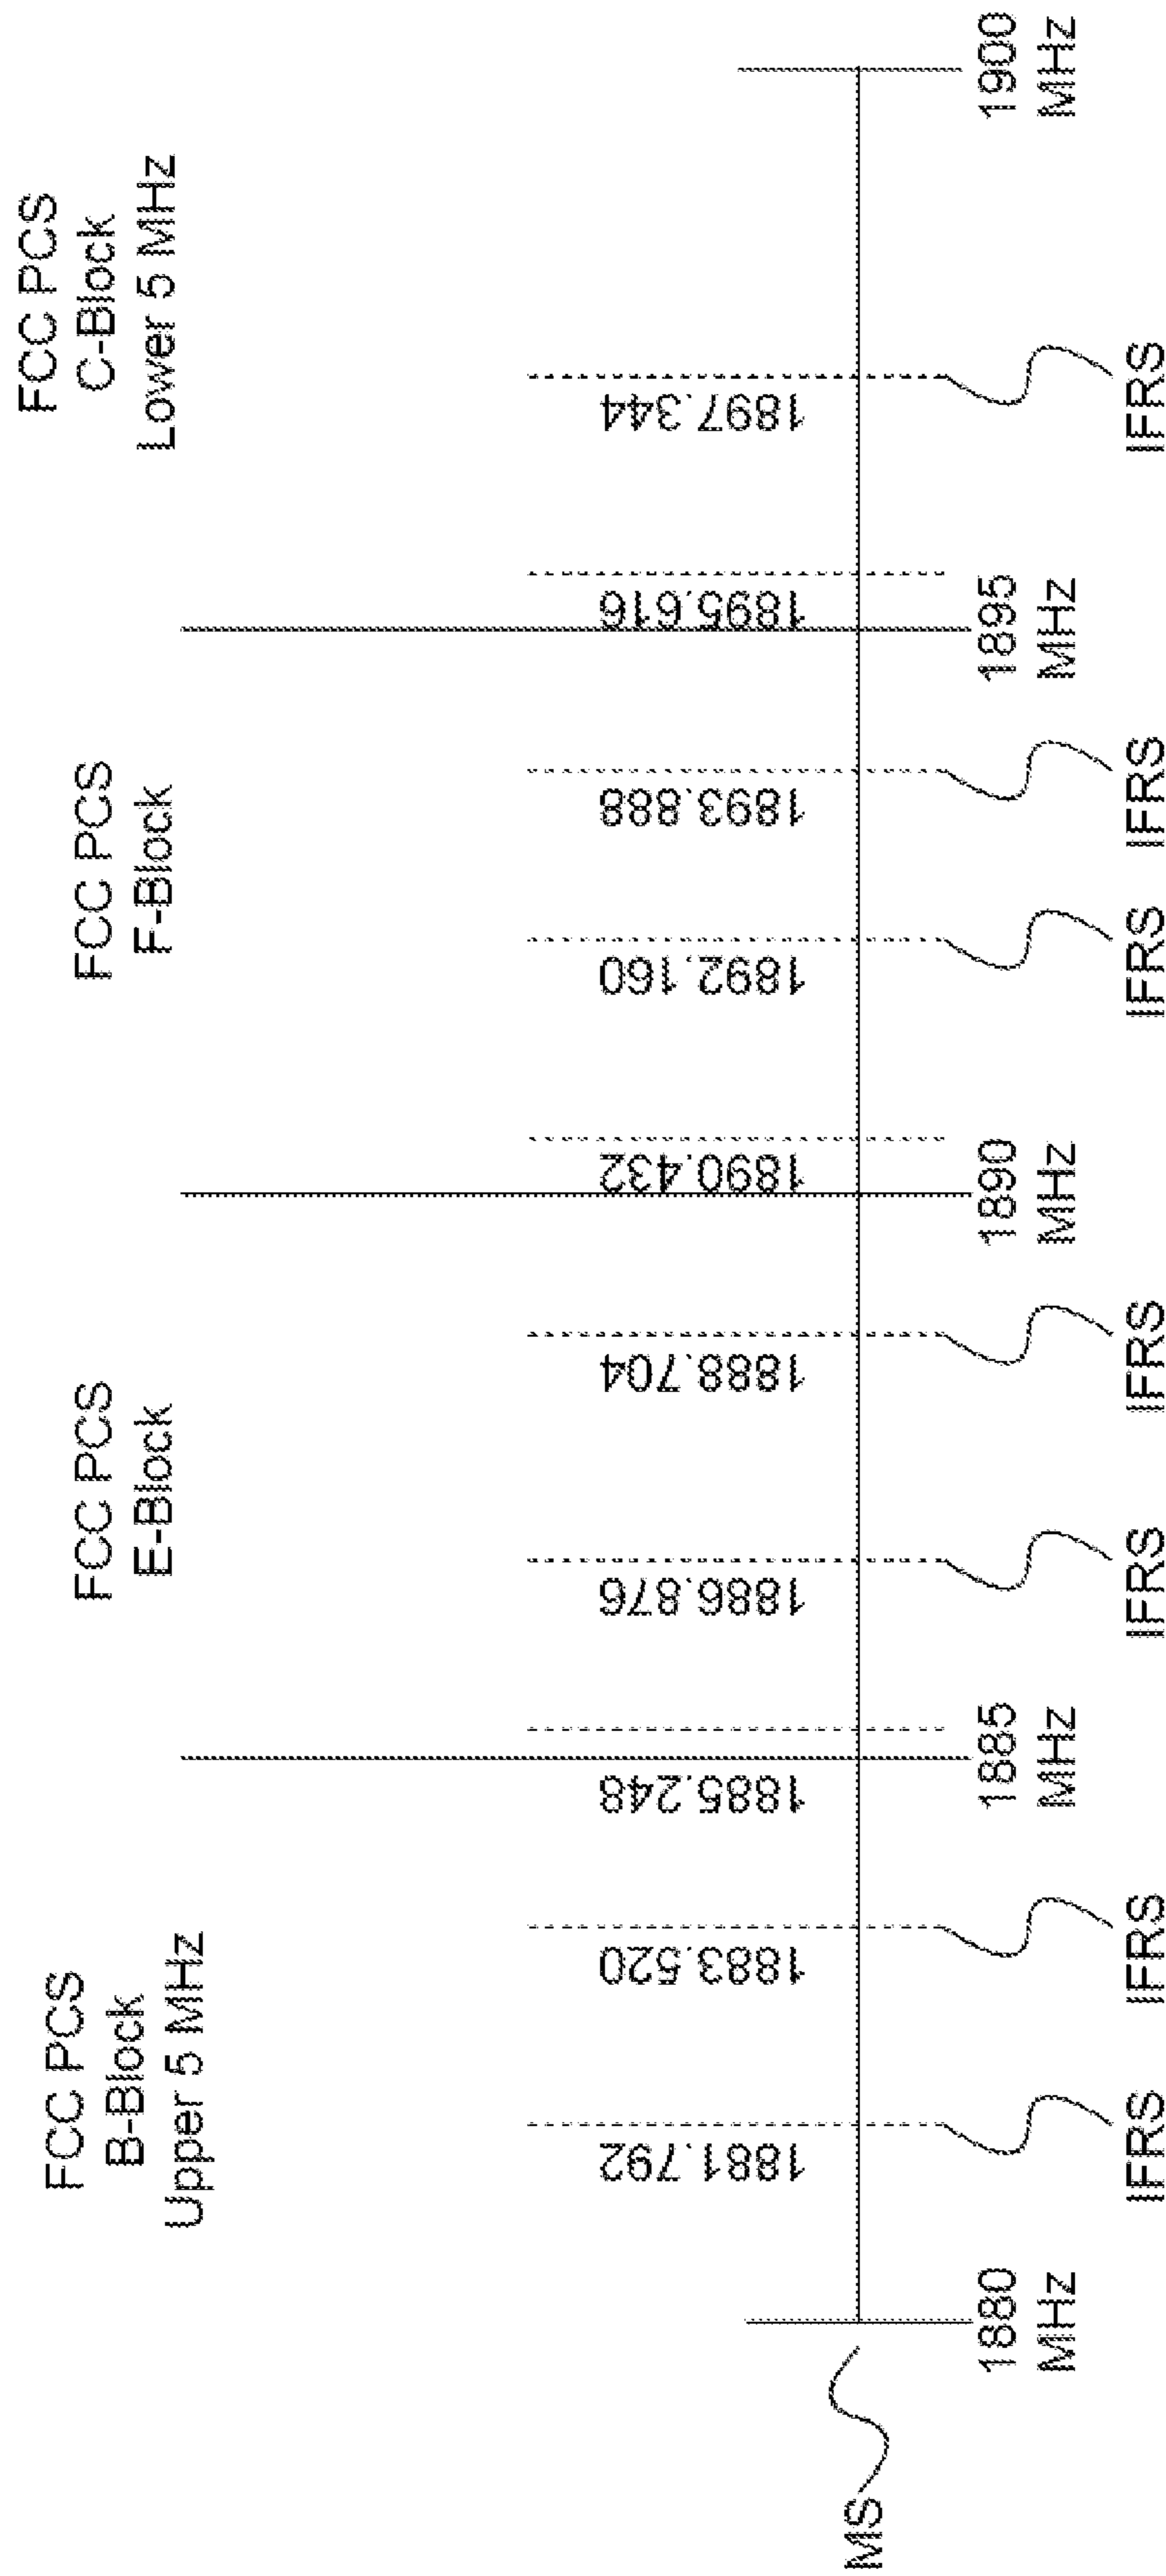 FCC PCS
B-Block
Upper 5 MHz
FCC PCS
E-Block
FCC PCS
F-Block
FCC PCS
C-Block
Lower 5 MHz
1881.792
1883.520
1885.248
1886.876
1888.704
1890.432
1892.160
1893.888
1895.616
1897.344
MS
1880
MHz
1885
MHz
1890
MHz
1895
MHz
1900
MHz
IFRS
IFRS
IFRS
IFRS
IFRS
IFRS
IFRS